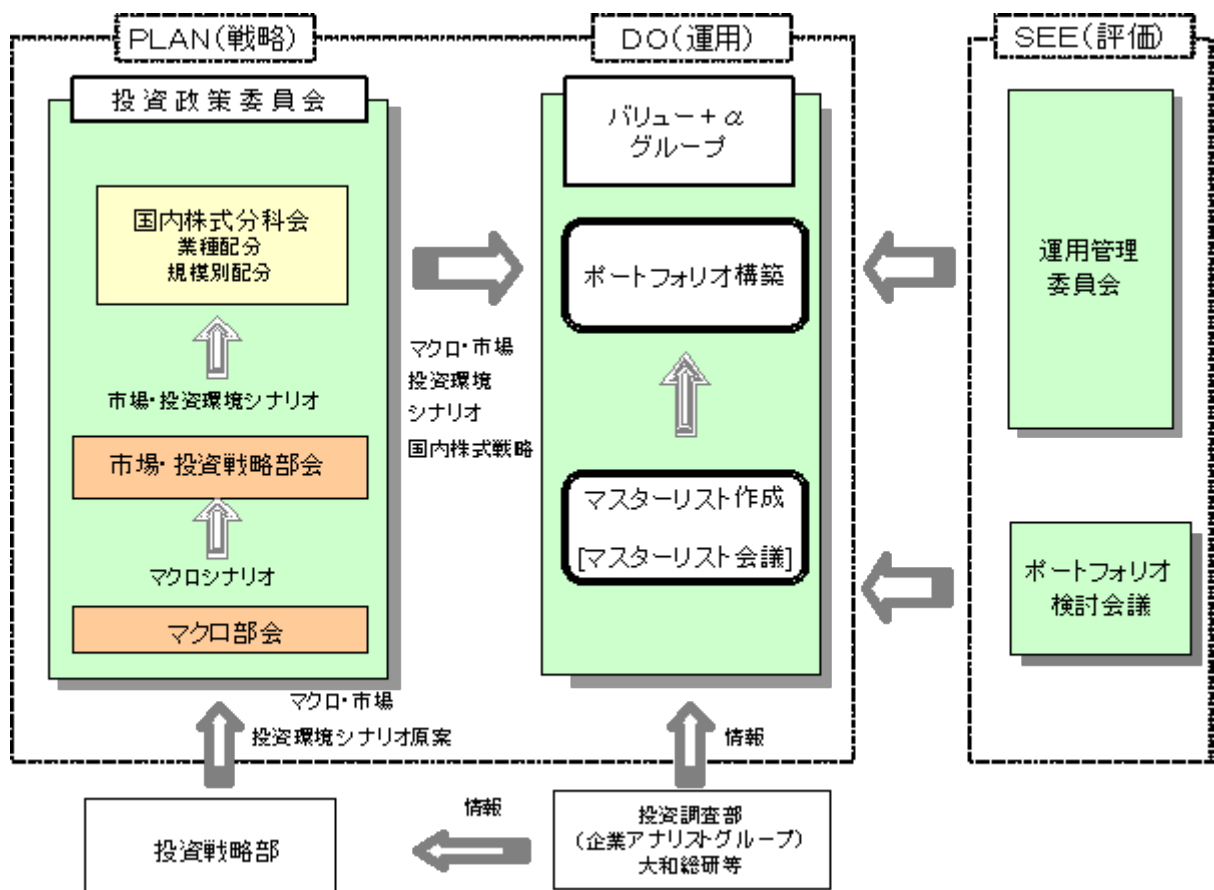 PLAN(戦略)
投資政策委員会
国内株式分科会
業種配分
規模別配分
市場・投資環境シナリオ
市場・投資戦略部会
マクロシナリオ
マクロ部会
マクロ・市場
投資環境シナリオ原案
投資戦略部
マクロ・市場
投資環境
シナリオ
国内株式戦略
DO(運用)
バリュー+α
グループ
ポートフォリオ構築
マスターリスト作成
[マスターリスト会議]
情報
情報
投資調査部
(企業アナリストグループ)
大和総研等
SEE(評価)
運用管理
委員会
ポートフォリオ
検討会議